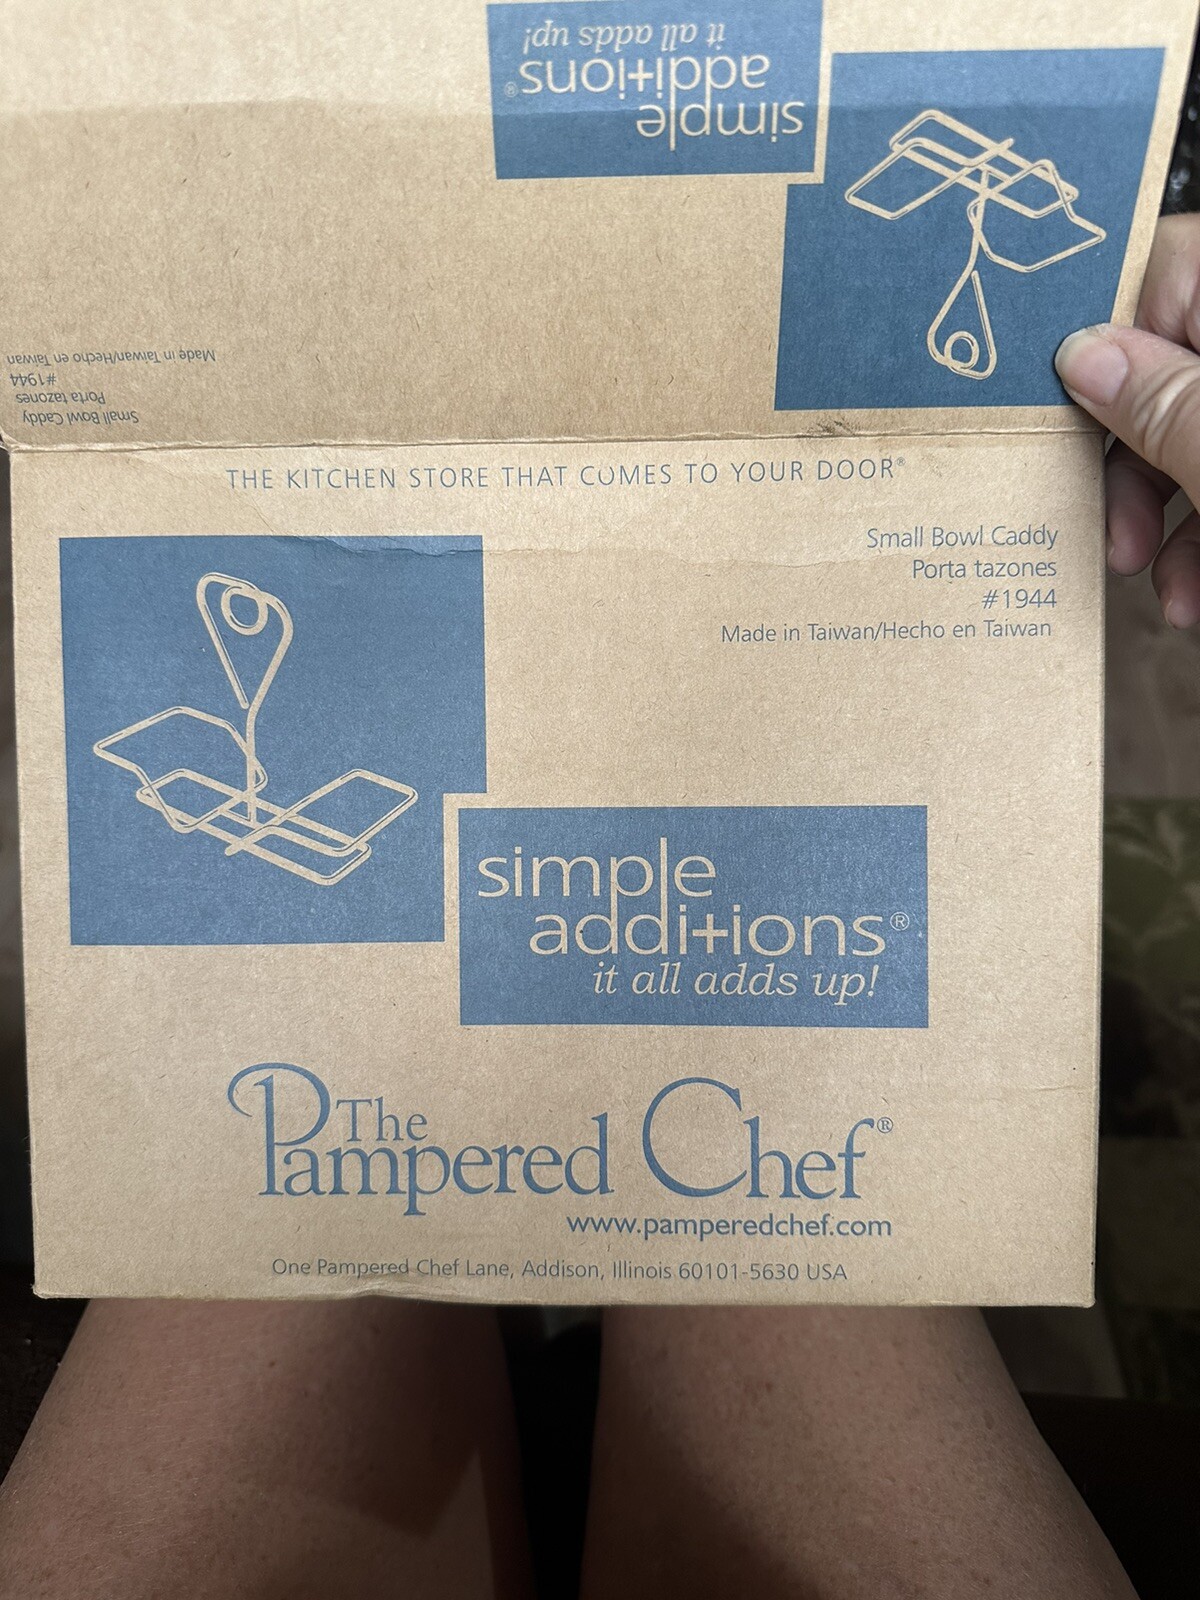 it all adds up!
simple
additions®
Small Bowl Caddy
Porta tazones
#1944
Made in Taiwan/Hecho en Taiwan
THE KITCHEN STORE THAT COMES TO YOUR DOOR®
Small Bowl Caddy
Porta tazones
#1944
Made in Taiwan/Hecho en Taiwan
simple
additions®
it all adds up!
The
Pampered Chef®
www.pamperedchef.com
One Pampered Chef Lane, Addison, Illinois 60101-5630 USA